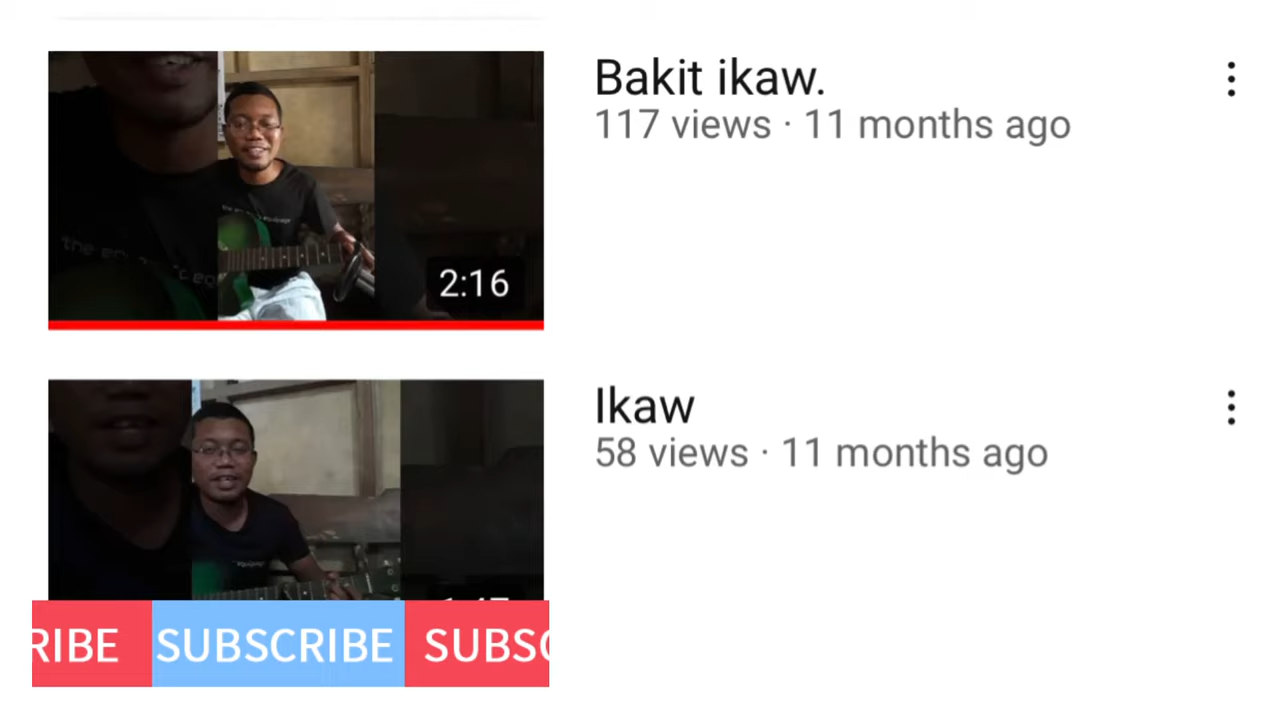 Bakit ikaw.
117 views · 11 months ago
2:16
Ikaw
58 views · 11 months ago
RIBE SUBSCRIBE SUBSC